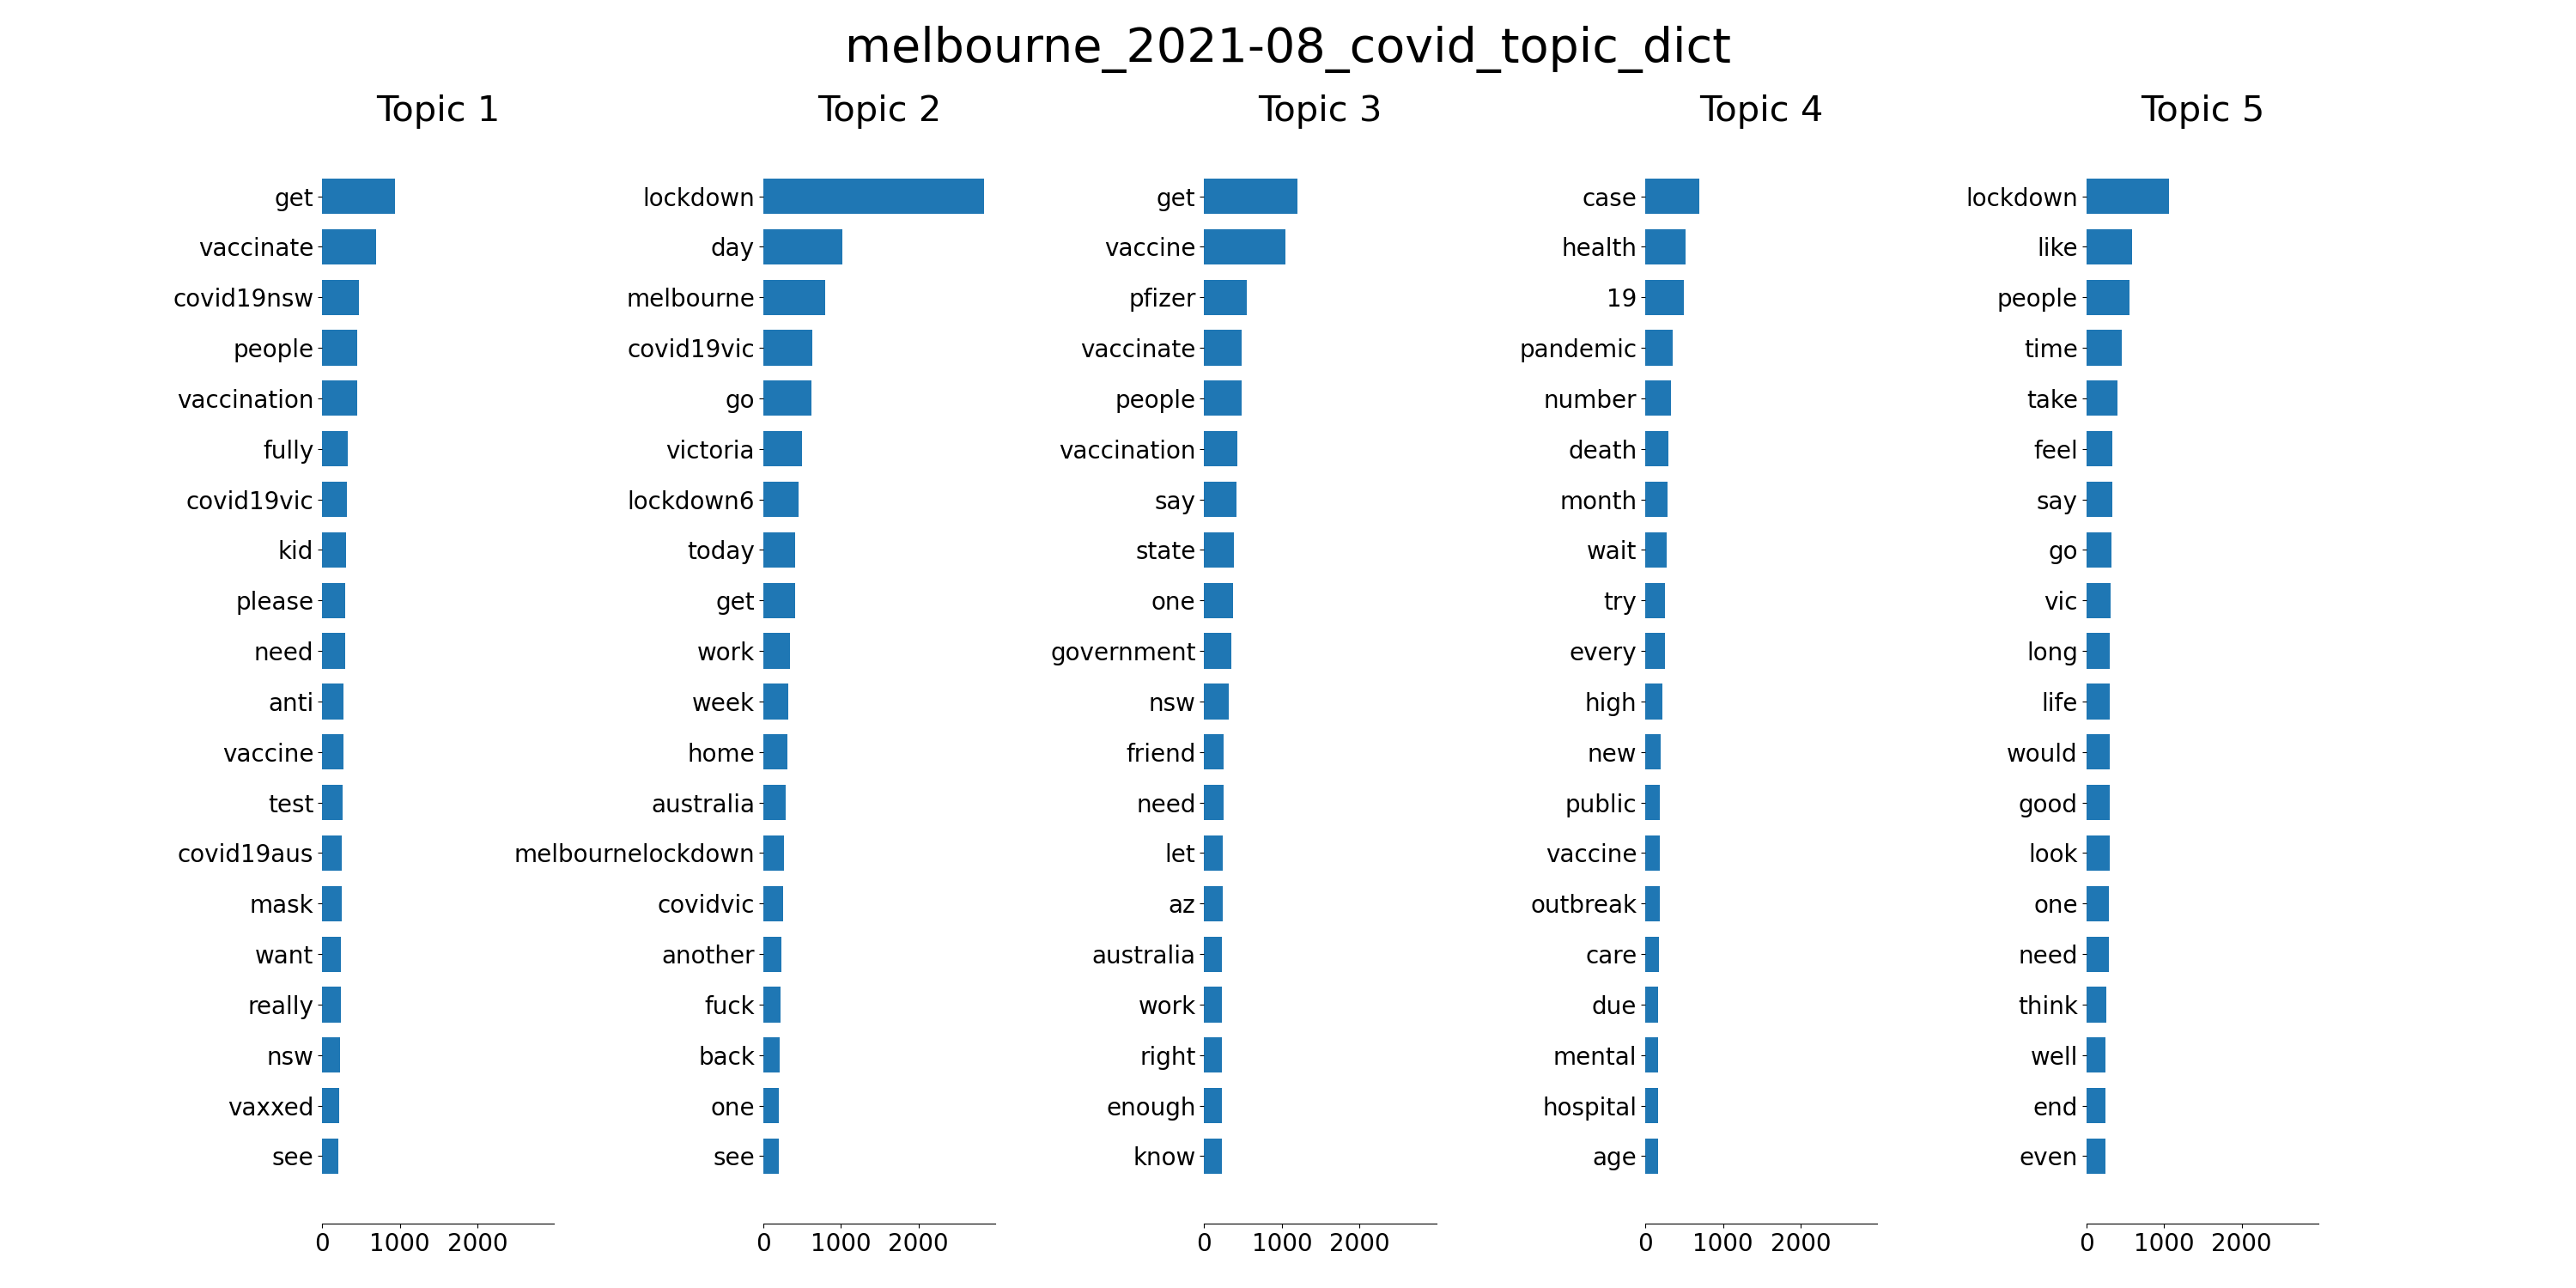 melbourne_2021-08_covid_topic_dict
Topic 1
get
vaccinate
covid19nsw
people
vaccination
fully
covid19vic
kid
please
need
anti
vaccine
test
covid19aus
mask
want
really
nsw
vaxxed
see
0 1000 2000
Topic 2
lockdown
day
melbourne
covid19vic
go
victoria
lockdown6
today
get
work
week
home
australia
melbournelockdown
covidvic
another
fuck
back
one
see
0 1000 2000
Topic 3
get
vaccine
pfizer
vaccinate
people
vaccination
say
state
one
government
nsw
friend
need
let
az
australia
work
right
enough
know
0 1000 2000
Topic 4
case
health
19
pandemic
number
death
month
wait
try
every
high
new
public
vaccine
outbreak
care
due
mental
hospital
age
0 1000 2000
Topic 5
lockdown
like
people
time
take
feel
say
go
vic
long
life
would
good
look
one
need
think
well
end
even
0 1000 2000